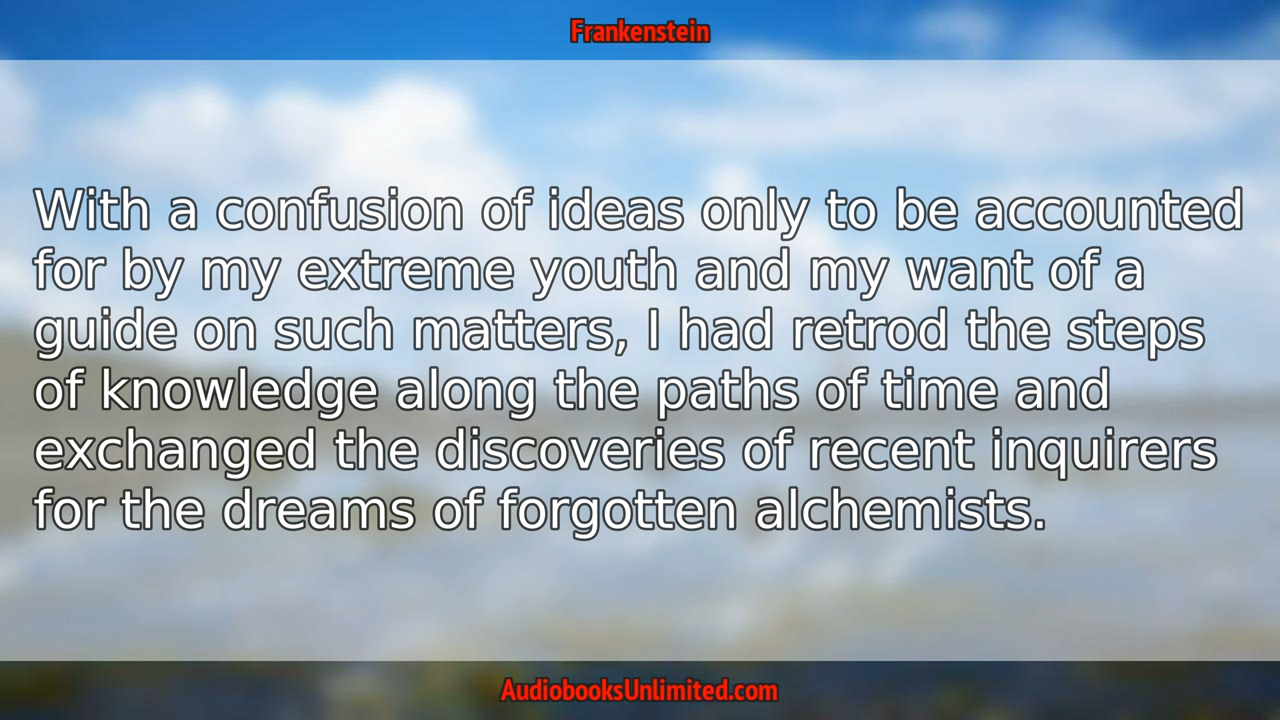 Frankenstein
With a confusion of ideas only to be accounted
for by my extreme youth and my want of a
guide on such matters, I had retrod the steps
of knowledge along the paths of time and
exchanged the discoveries of recent inquirers
for the dreams of forgotten alchemists.
AudiobooksUnlimited.com